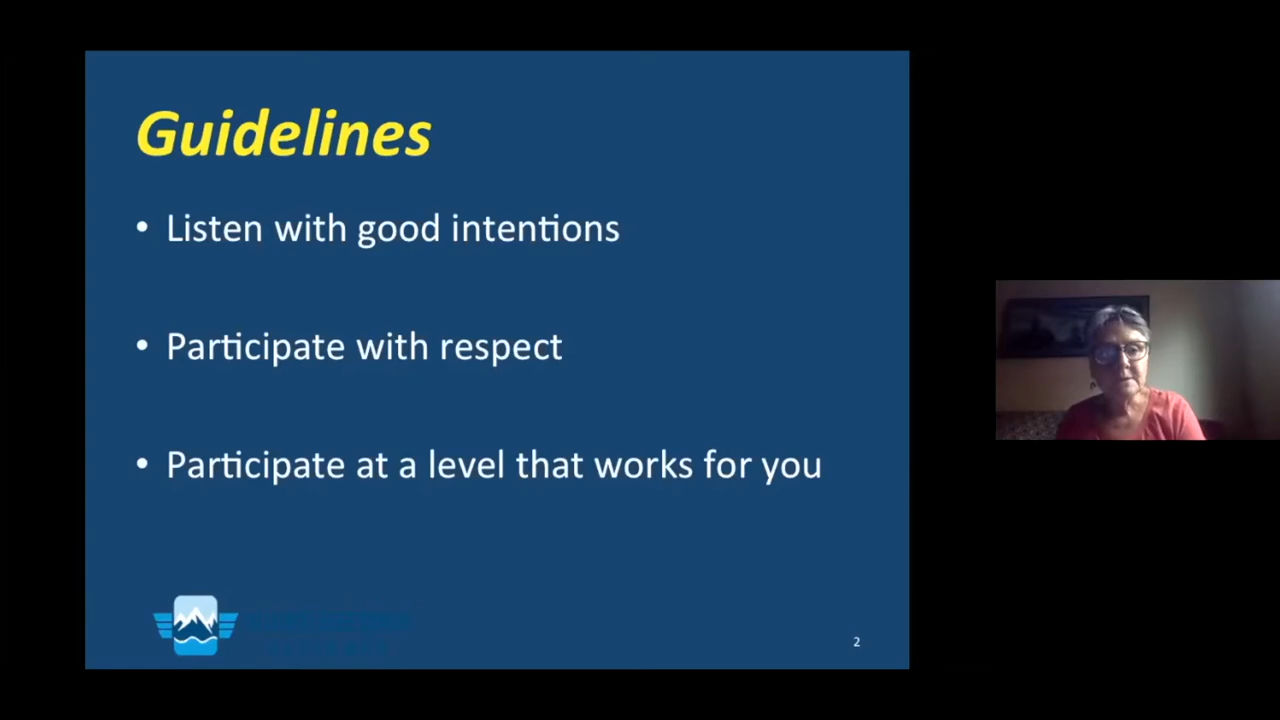 Guidelines
• Listen with good intentions
• Participate with respect
• Participate at a level that works for you
2